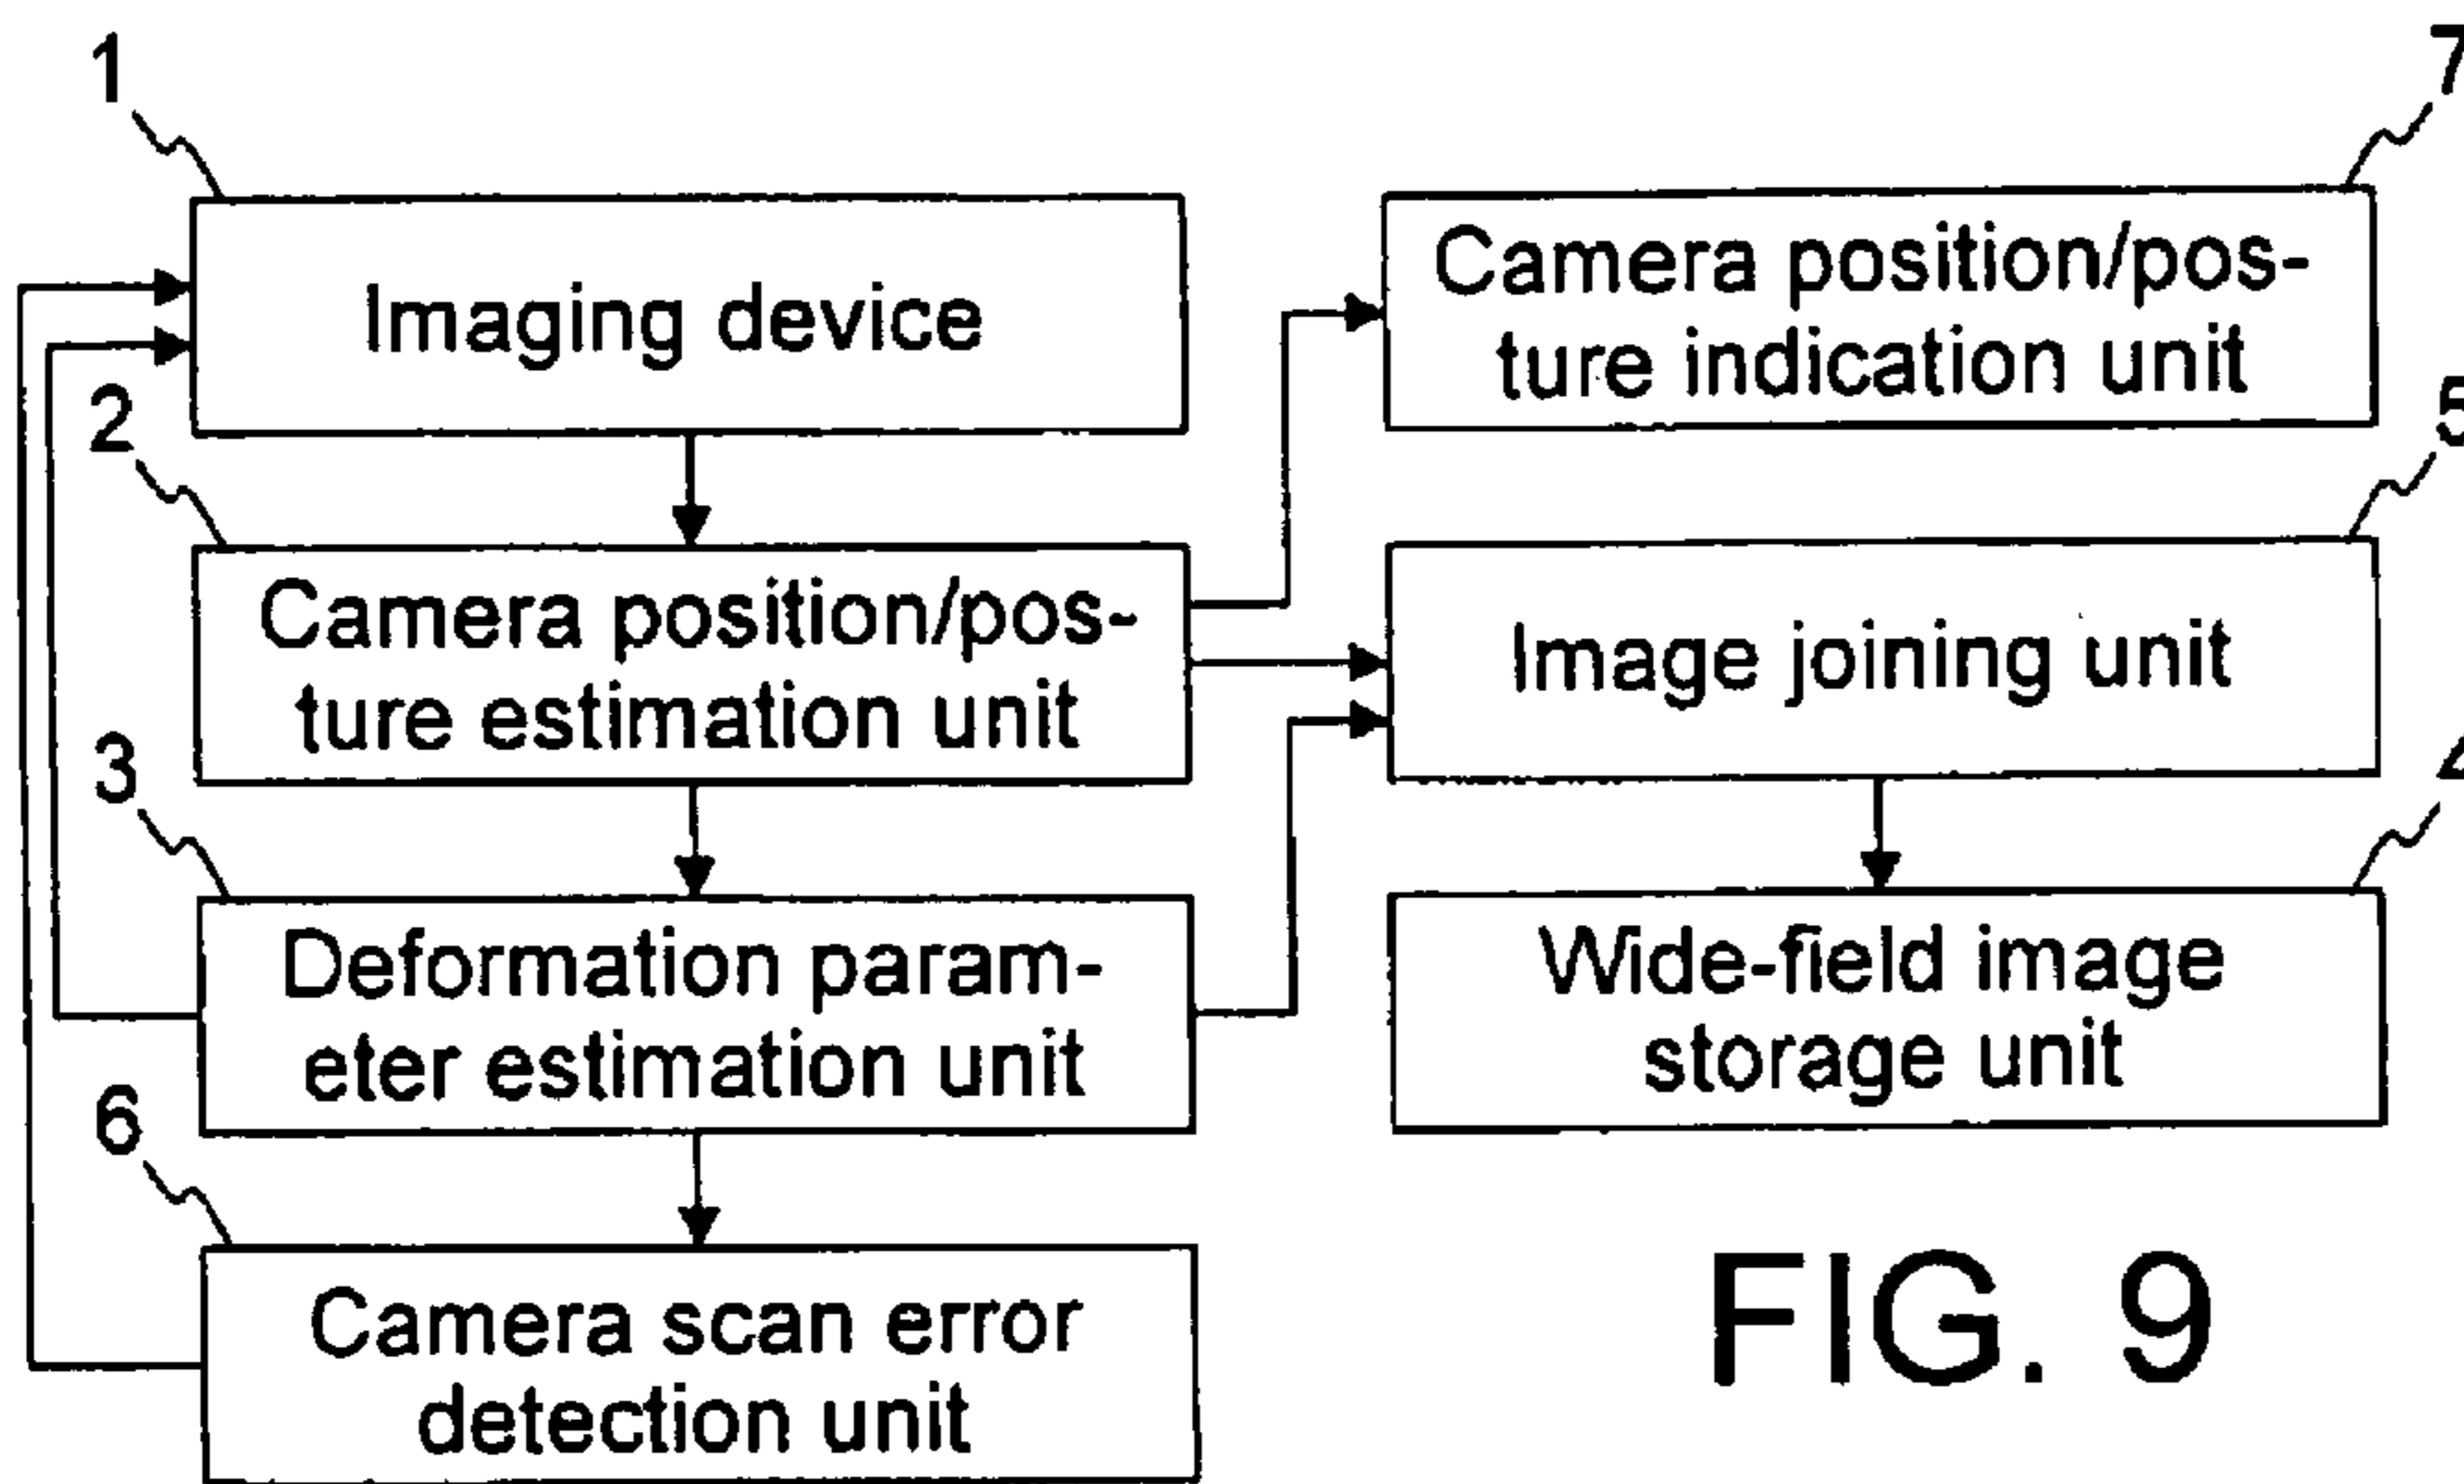 1
Imaging device
2
Camera position/pos-
ture estimation unit
3
Deformation param-
eter estimation unit
6
Camera scan error
detection unit
7
Camera position/pos-
ture indication unit
5
Image joining unit
4
Wide-field image
storage unit
FIG. 9